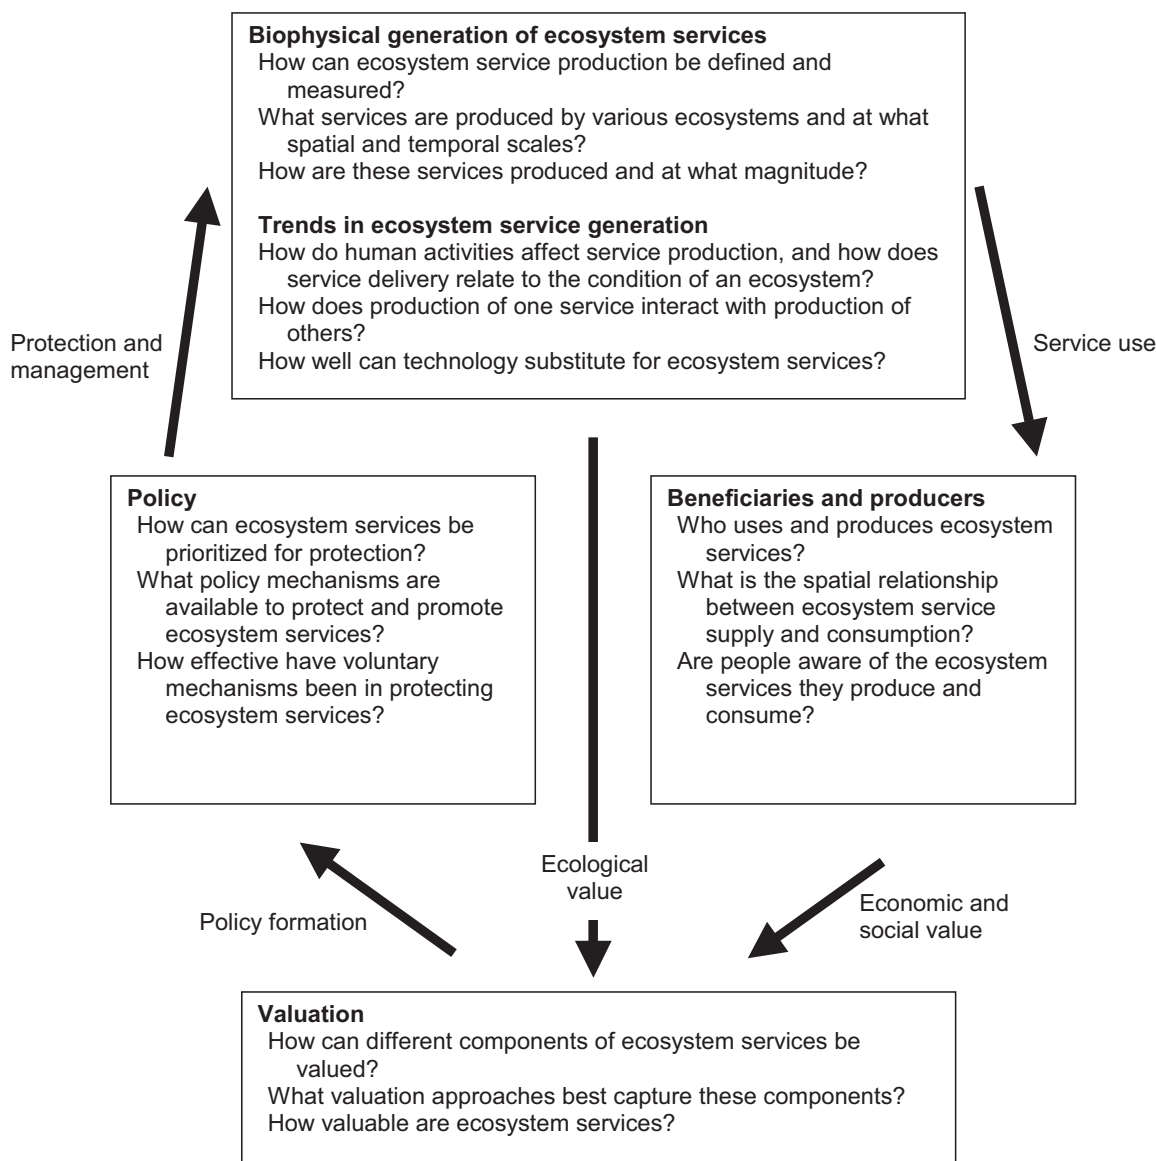 Biophysical generation of ecosystem services
How can ecosystem service production be defined and
measured?
What services are produced by various ecosystems and at what
spatial and temporal scales?
How are these services produced and at what magnitude?
Trends in ecosystem service generation
How do human activities affect service production, and how does
service delivery relate to the condition of an ecosystem?
How does production of one service interact with production of
others?
How well can technology substitute for ecosystem services?
Protection and
management
Service use
Policy
How can ecosystem services be
prioritized for protection?
What policy mechanisms are
available to protect and promote
ecosystem services?
How effective have voluntary
mechanisms been in protecting
ecosystem services?
Beneficiaries and producers
Who uses and produces ecosystem
services?
What is the spatial relationship
between ecosystem service
supply and consumption?
Are people aware of the ecosystem
services they produce and
consume?
Policy formation
Ecological
value
Economic and
social value
Valuation
How can different components of ecosystem services be
valued?
What valuation approaches best capture these components?
How valuable are ecosystem services?